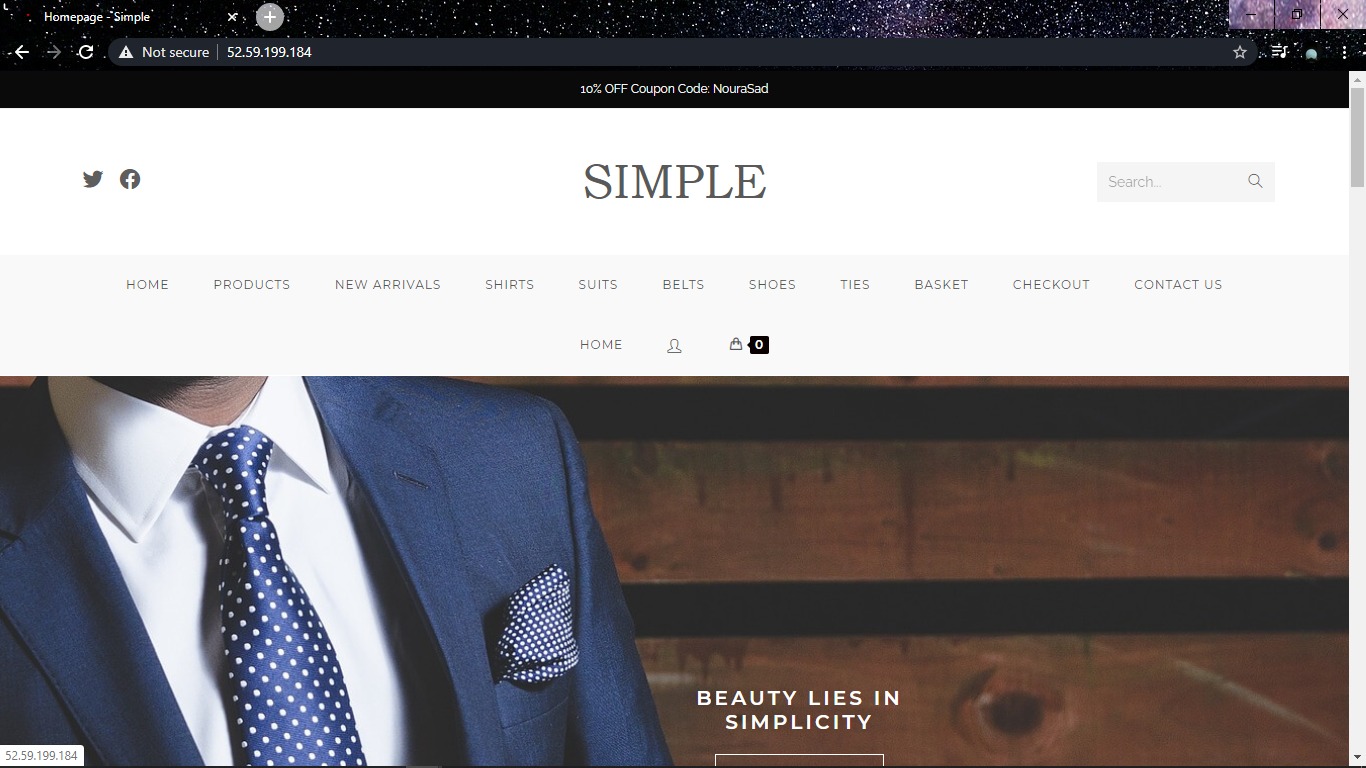 Homepage - Simple
Not secure 52.59.199.184
10% OFF Coupon Code: NouraSad
SIMPLE
Search...
HOME PRODUCTS NEW ARRIVALS SHIRTS SUITS BELTS SHOES TIES BASKET CHECKOUT CONTACT US
HOME 0
BEAUTY LIES IN
SIMPLICITY
52.59.199.184